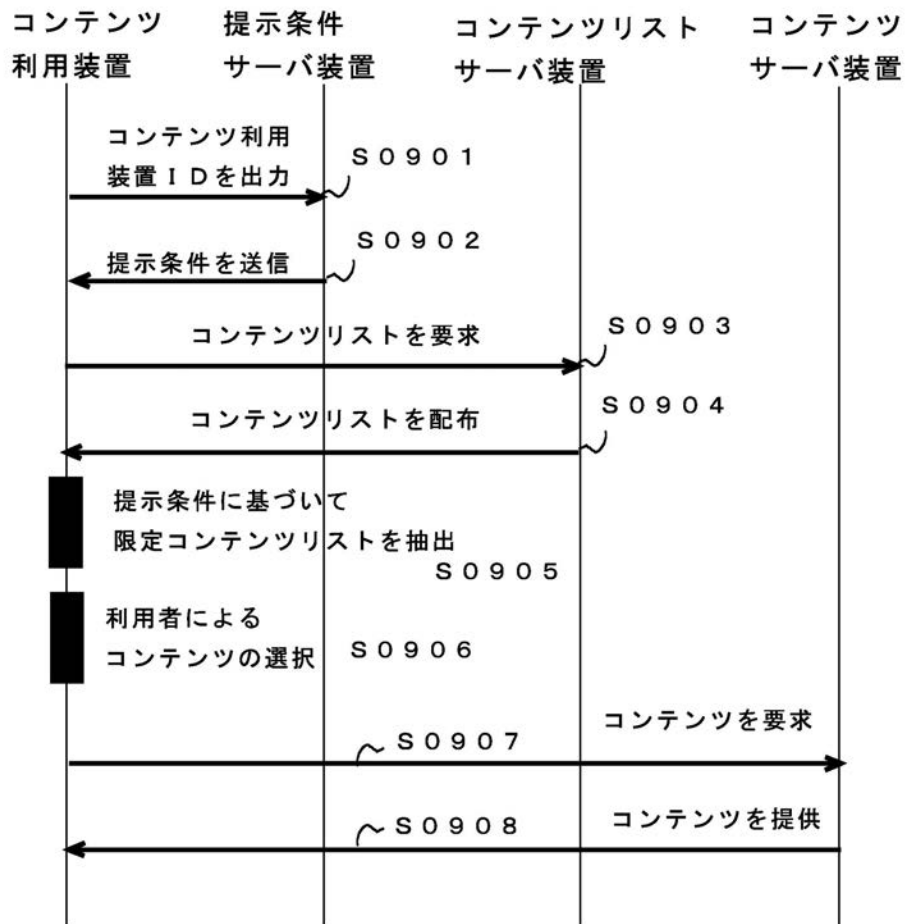 コンテンツ
利用装置
提示条件
サーバ装置
コンテンツリスト
サーバ装置
コンテンツ
サーバ装置
コンテンツ利用
装置ＩＤを出力
Ｓ０９０１
提示条件を送信
Ｓ０９０２
コンテンツリストを要求
Ｓ０９０３
コンテンツリストを配布
Ｓ０９０４
提示条件に基づいて
限定コンテンツリストを抽出
Ｓ０９０５
利用者による
コンテンツの選択
Ｓ０９０６
コンテンツを要求
Ｓ０９０７
コンテンツを提供
Ｓ０９０８